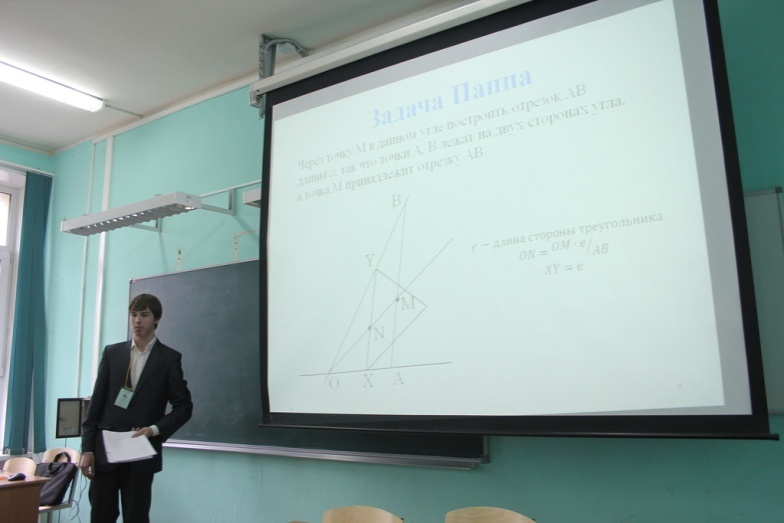 Задача Паппа
Через точку M в данном угле построить отрезок AB
длины a, так что точки A, B лежат на двух сторонах угла,
а точка M принадлежит отрезку AB.
B
e – длина стороны треугольника
ON = OM · e / AB
XY = e
Y
M
N
O X A